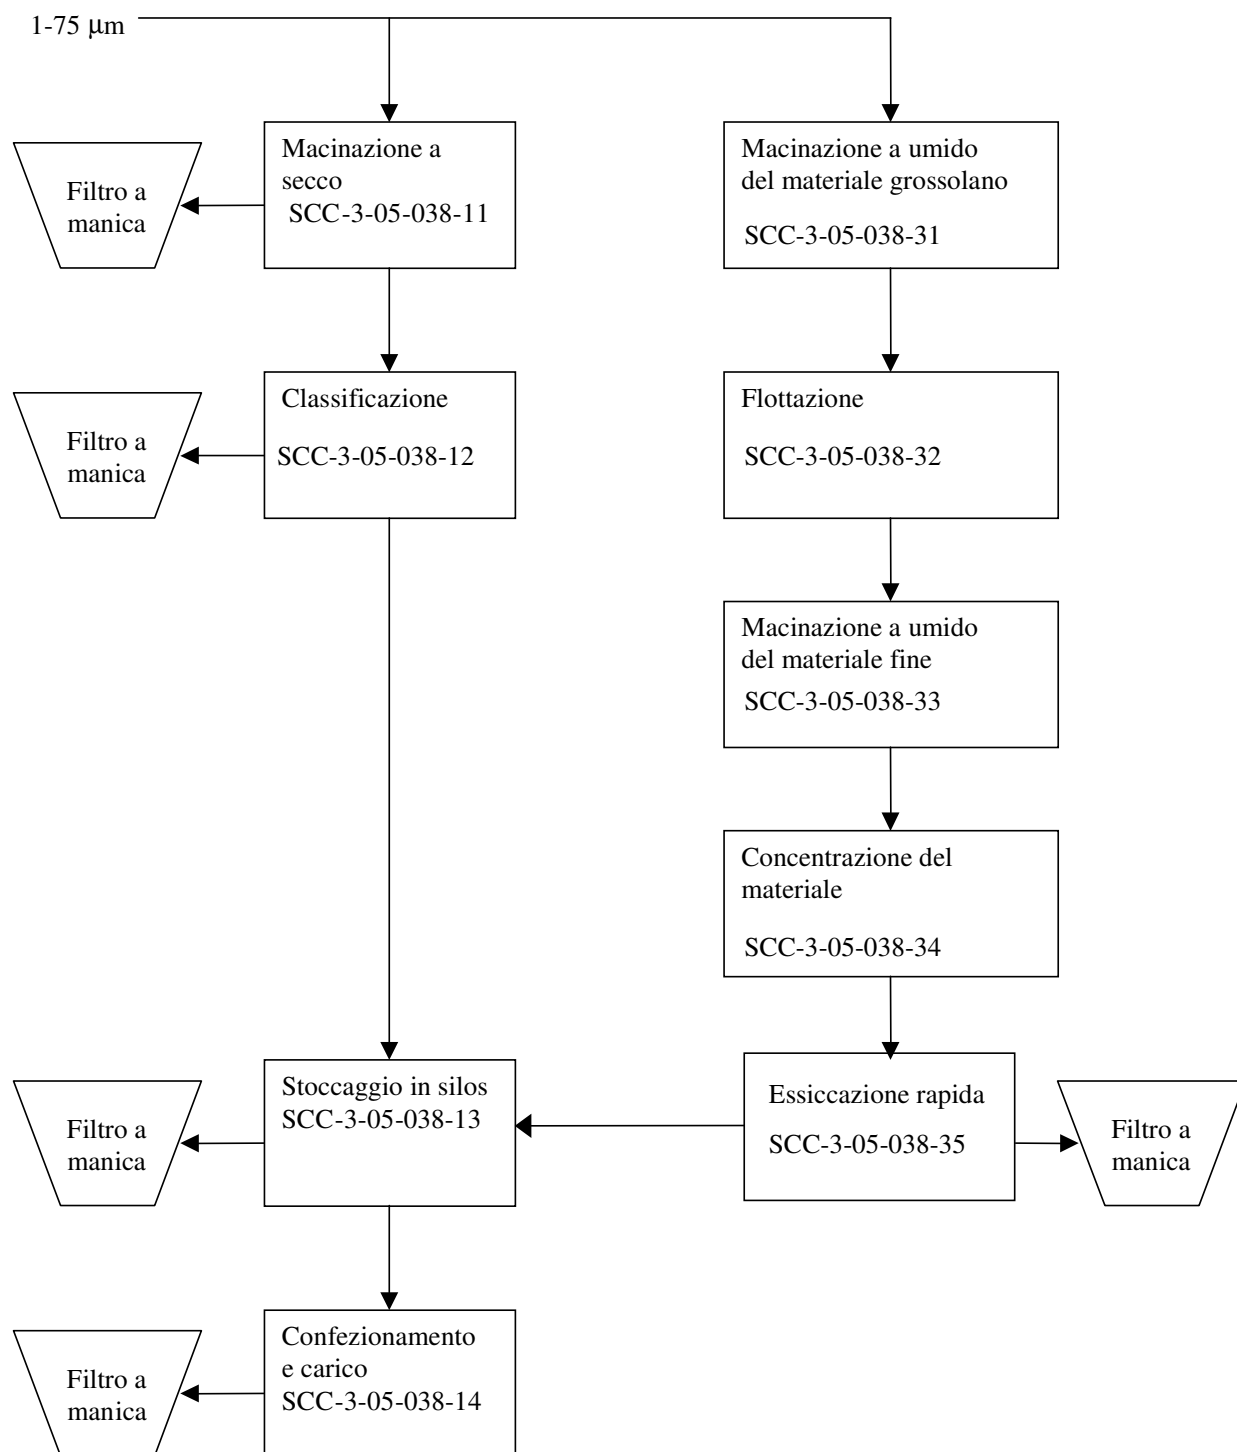 1-75 μm
Filtro a
manica
Macinazione a
secco
SCC-3-05-038-11
Macinazione a umido
del materiale grossolano
SCC-3-05-038-31
Filtro a
manica
Classificazione
SCC-3-05-038-12
Flottazione
SCC-3-05-038-32
Macinazione a umido
del materiale fine
SCC-3-05-038-33
Concentrazione del
materiale
SCC-3-05-038-34
Filtro a
manica
Stoccaggio in silos
SCC-3-05-038-13
Essiccazione rapida
SCC-3-05-038-35
Filtro a
manica
Filtro a
manica
Confezionamento
e carico
SCC-3-05-038-14